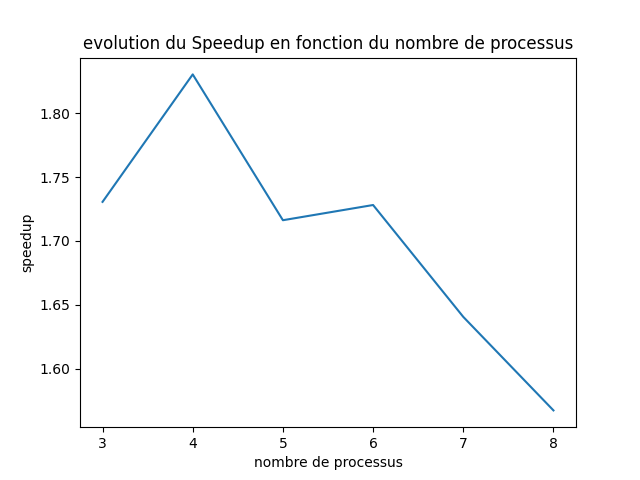 evolution du Speedup en fonction du nombre de processus
1.80
1.75
1.70
1.65
1.60
speedup
3 4 5 6 7 8
nombre de processus